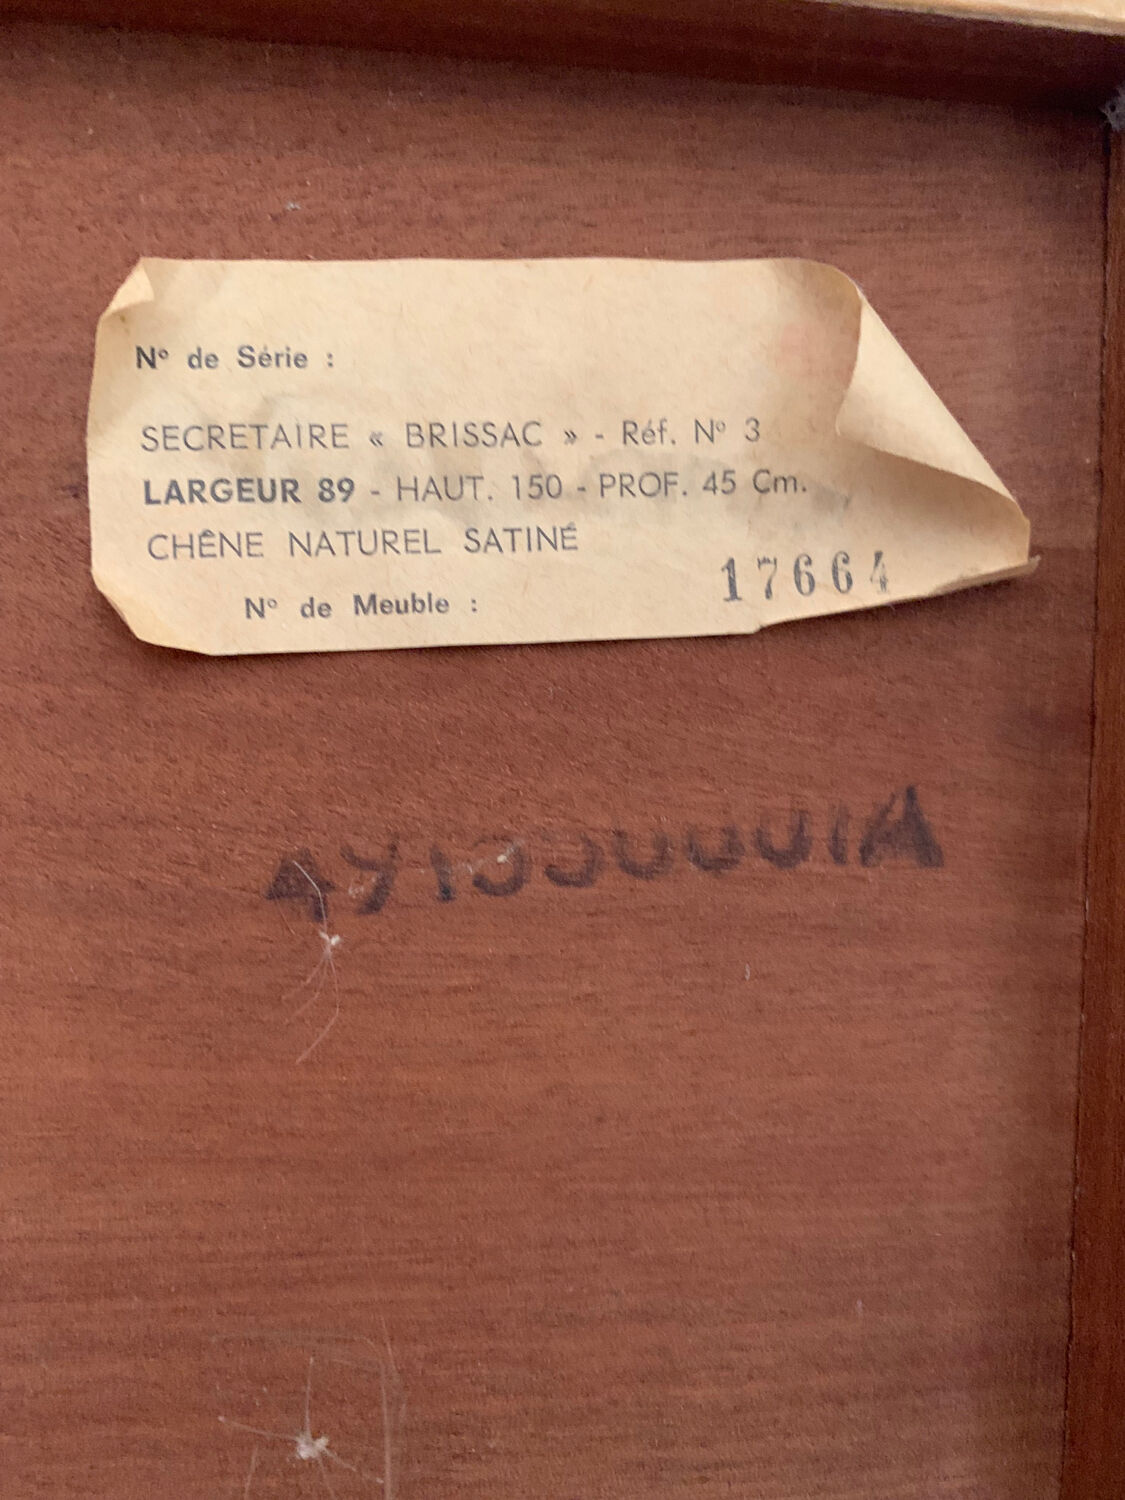 N° de Série :
SECRETAIRE « BRISSAC » - Réf. N° 3
LARGEUR 89 - HAUT. 150 - PROF. 45 Cm.
CHÊNE NATUREL SATINÉ
17664
N° de Meuble :